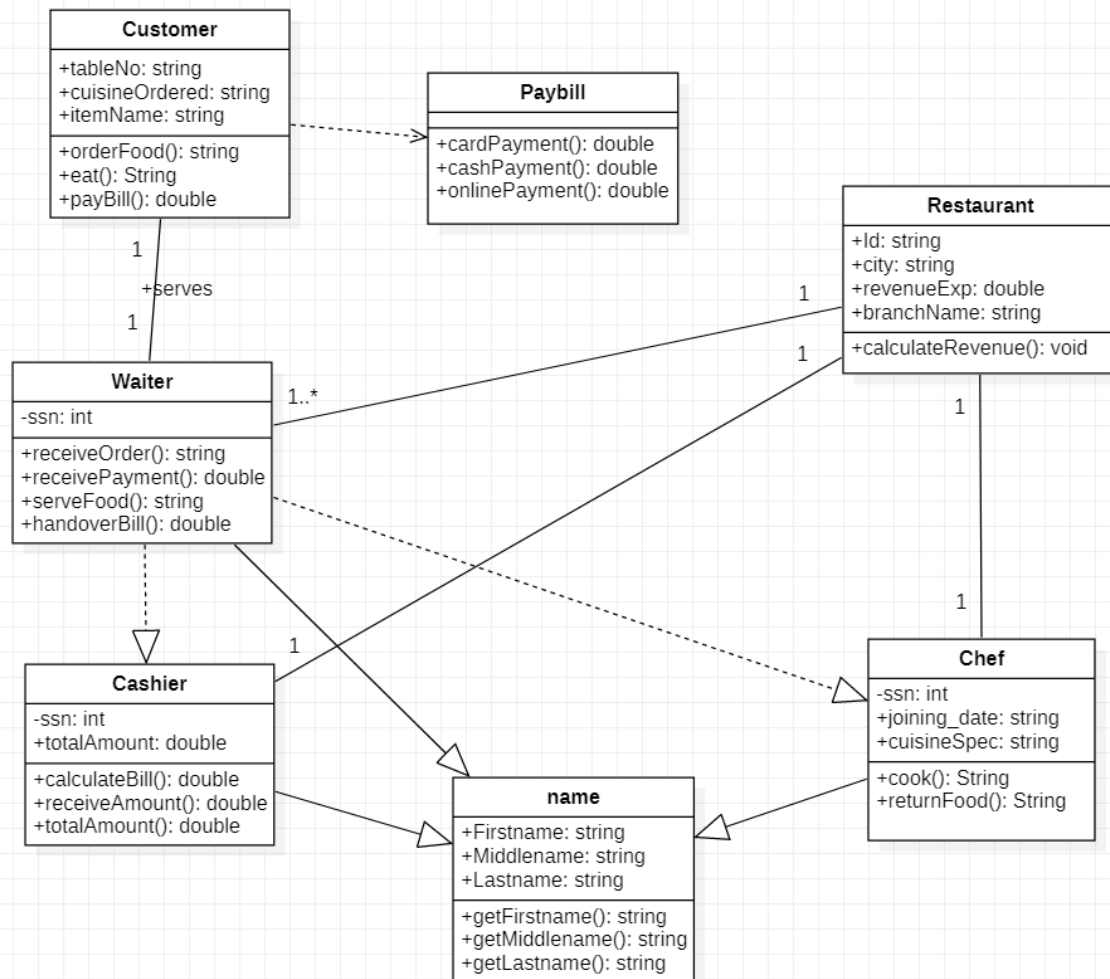 Customer
+tableNo: string
+cuisineOrdered: string
+itemName: string
+orderFood(): string
+eat(): String
+payBill(): double
Paybill
+cardPayment(): double
+cashPayment(): double
+onlinePayment(): double
Restaurant
+Id: string
+city: string
+revenueExp: double
+branchName: string
+calculateRevenue(): void
1
+serves
1
1
1
1..*
1
1
1
Waiter
-ssn: int
+receiveOrder(): string
+receivePayment(): double
+serveFood(): string
+handoverBill(): double
Cashier
-ssn: int
+totalAmount: double
+calculateBill(): double
+receiveAmount(): double
+totalAmount(): double
Chef
-ssn: int
+joining_date: string
+cuisineSpec: string
+cook(): String
+returnFood(): String
name
+Firstname: string
+Middlename: string
+Lastname: string
+getFirstname(): string
+getMiddlename(): string
+getLastname(): string